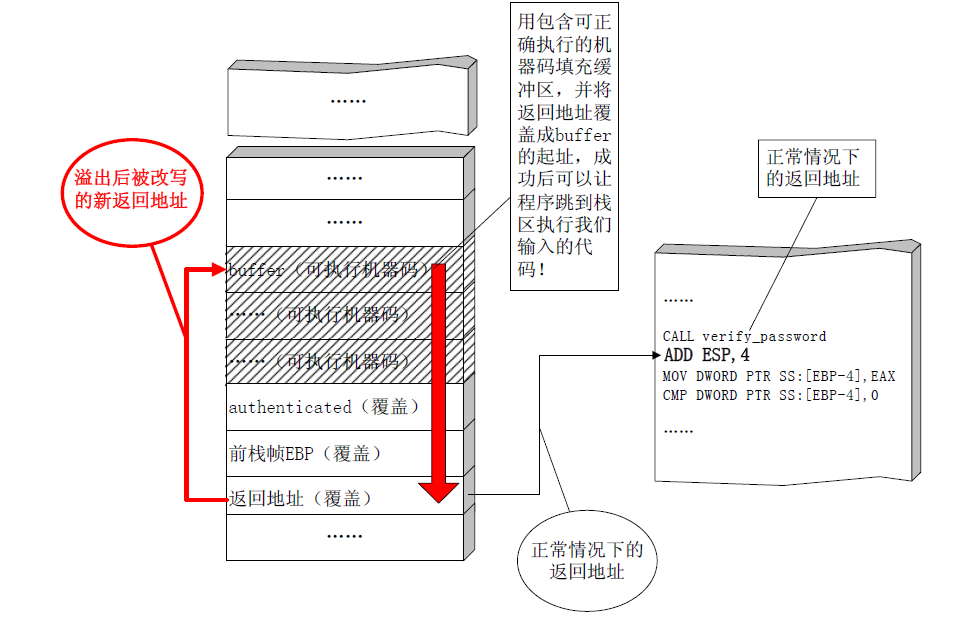 用包含可正
确执行的机
器码填充缓
冲区，并将
返回地址覆
盖成buffer
的起址，成
功后可以让
程序跳到栈
区执行我们
输入的代
码！
……
溢出后被改写
的新返回地址
……
……
buffer（可执行机器码）
……（可执行机器码）
……（可执行机器码）
authenticated（覆盖）
前栈帧EBP（覆盖）
返回地址（覆盖）
……
正常情况下
的返回地址
……
CALL verify_password
ADD ESP,4
MOV DWORD PTR SS:[EBP-4],EAX
CMP DWORD PTR SS:[EBP-4],0
……
正常情况下的
返回地址